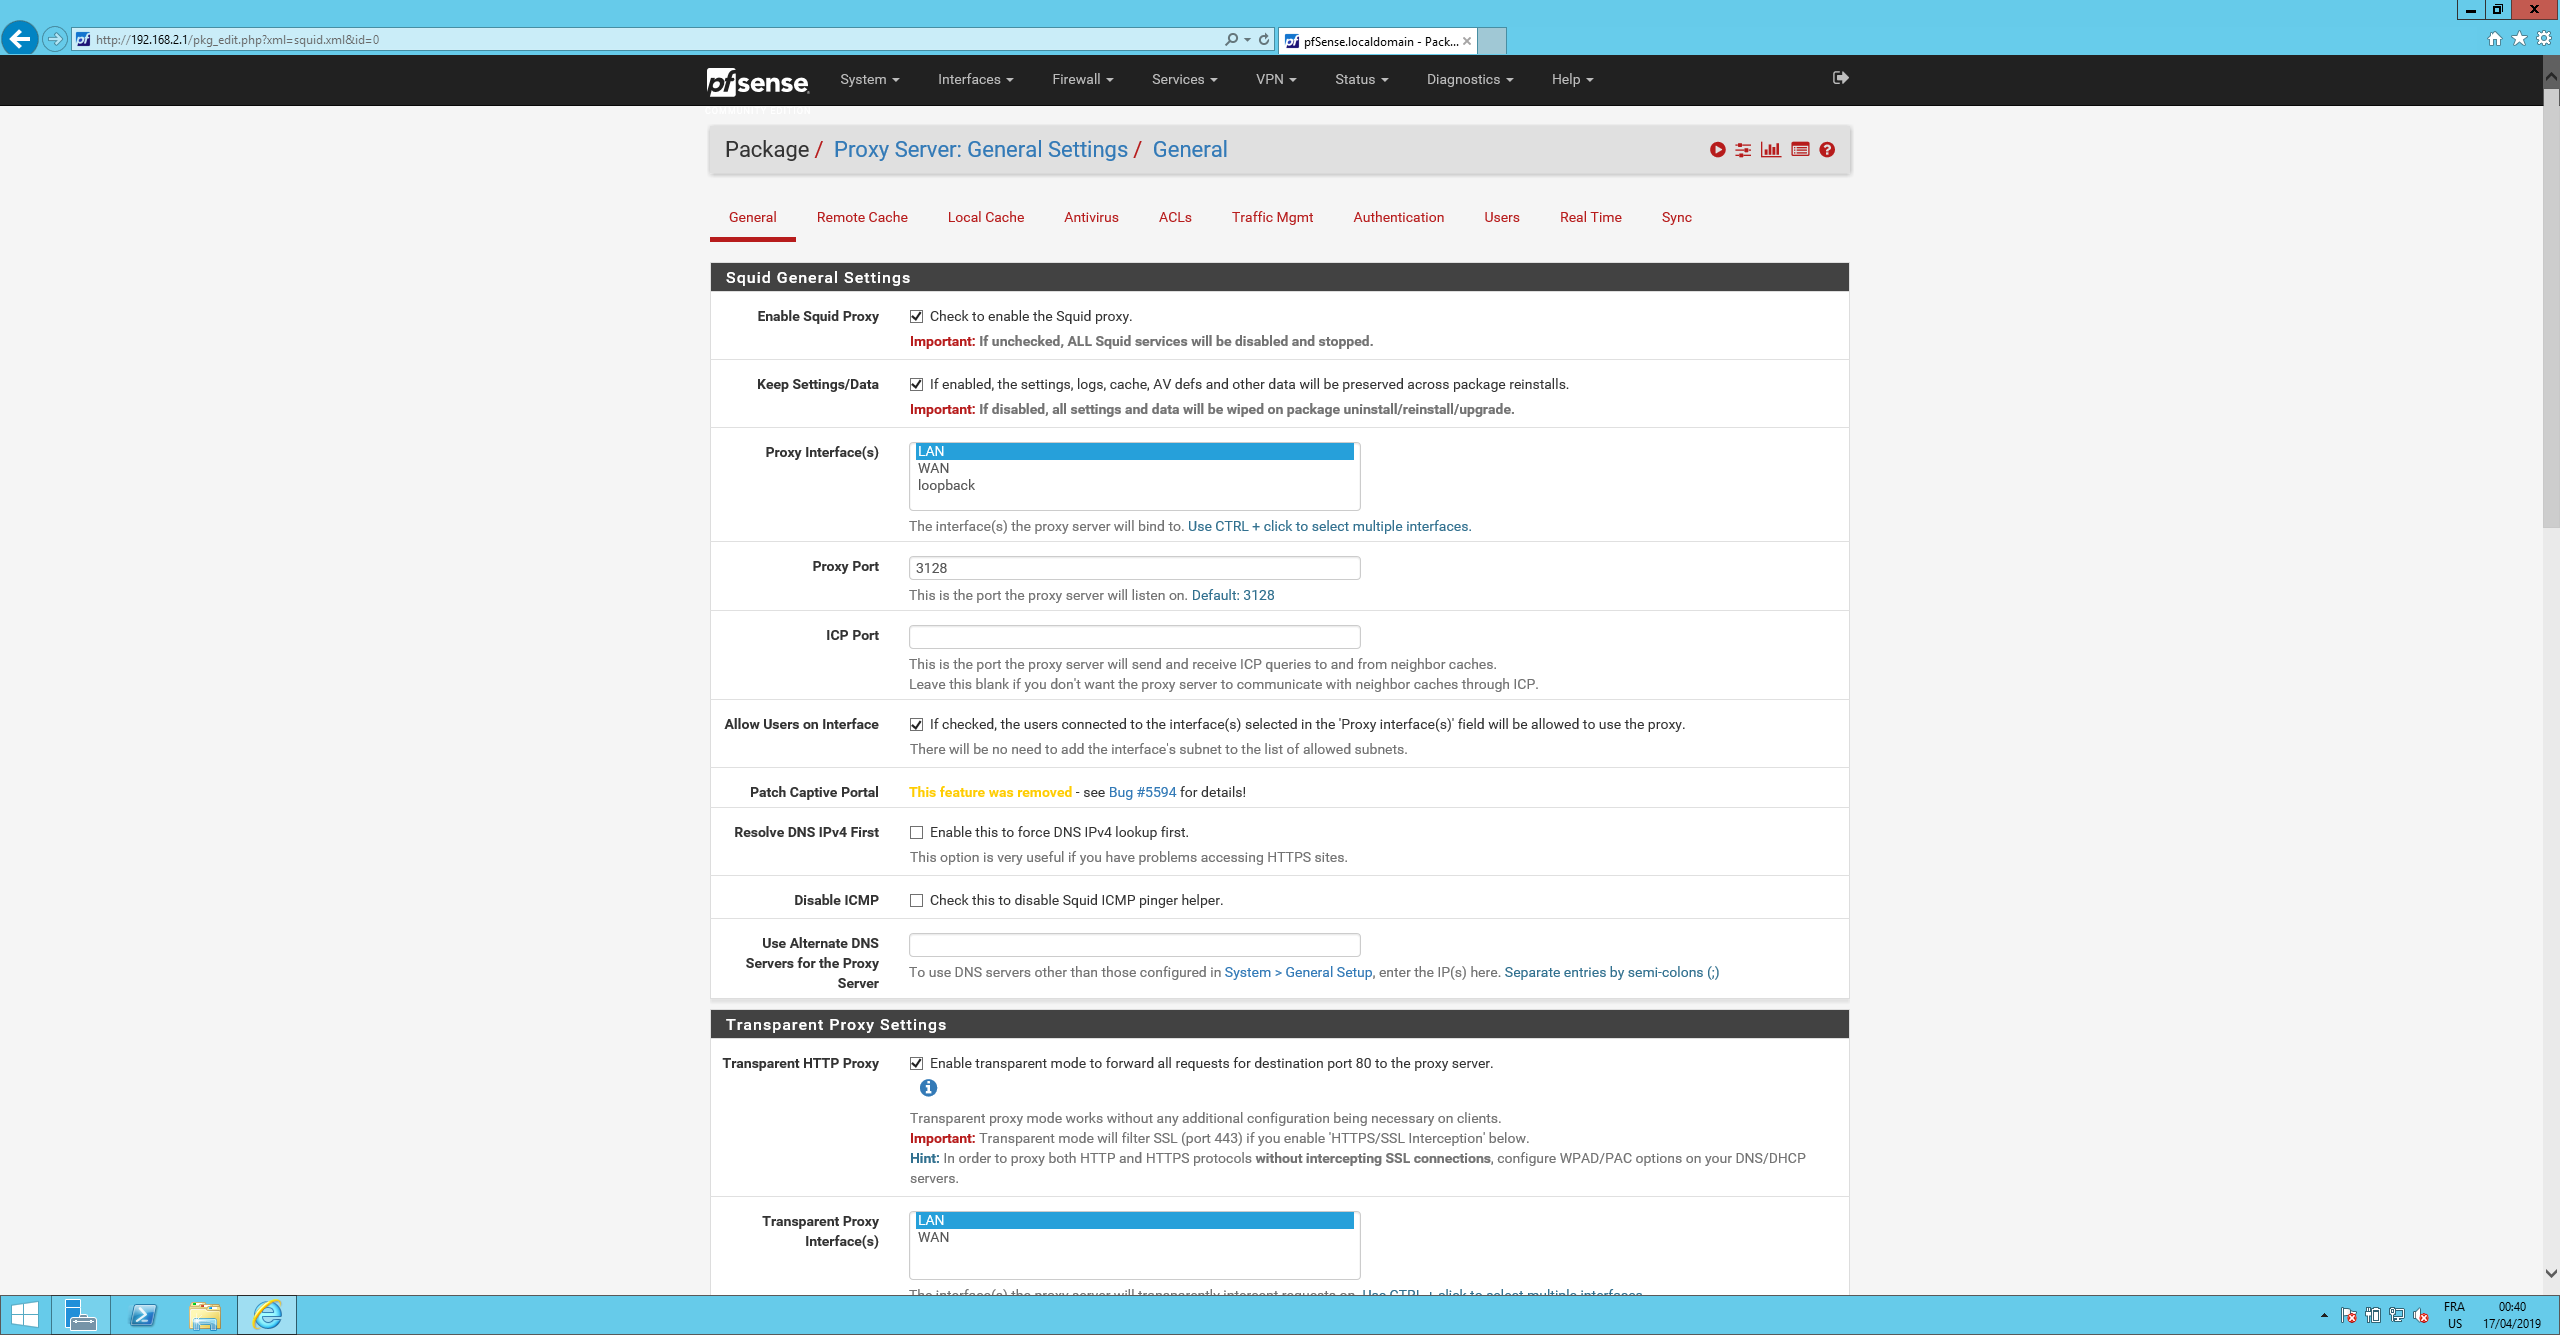 http://192.168.2.1/pkg_edit.php?xml=squid.xml&id=0
pfSense.localdomain - Pack...
pfsense
System
Interfaces
Firewall
Services
VPN
Status
Diagnostics
Help
Package / Proxy Server: General Settings / General
General
Remote Cache
Local Cache
Antivirus
ACLs
Traffic Mgmt
Authentication
Users
Real Time
Sync
Squid General Settings
Enable Squid Proxy
Check to enable the Squid proxy.
Important: If unchecked, ALL Squid services will be disabled and stopped.
Keep Settings/Data
If enabled, the settings, logs, cache, AV defs and other data will be preserved across package reinstalls.
Important: If disabled, all settings and data will be wiped on package uninstall/reinstall/upgrade.
Proxy Interface(s)
LAN
WAN
loopback
The interface(s) the proxy server will bind to. Use CTRL + click to select multiple interfaces.
Proxy Port
3128
This is the port the proxy server will listen on. Default: 3128
ICP Port
This is the port the proxy server will send and receive ICP queries to and from neighbor caches.
Leave this blank if you don't want the proxy server to communicate with neighbor caches through ICP.
Allow Users on Interface
If checked, the users connected to the interface(s) selected in the 'Proxy interface(s)' field will be allowed to use the proxy.
There will be no need to add the interface's subnet to the list of allowed subnets.
Patch Captive Portal
This feature was removed - see Bug #5594 for details!
Resolve DNS IPv4 First
Enable this to force DNS IPv4 lookup first.
This option is very useful if you have problems accessing HTTPS sites.
Disable ICMP
Check this to disable Squid ICMP pinger helper.
Use Alternate DNS
Servers for the Proxy
Server
To use DNS servers other than those configured in System > General Setup, enter the IP(s) here. Separate entries by semi-colons (;)
Transparent Proxy Settings
Transparent HTTP Proxy
Enable transparent mode to forward all requests for destination port 80 to the proxy server.
Transparent proxy mode works without any additional configuration being necessary on clients.
Important: Transparent mode will filter SSL (port 443) if you enable 'HTTPS/SSL Interception' below.
Hint: In order to proxy both HTTP and HTTPS protocols without intercepting SSL connections, configure WPAD/PAC options on your DNS/DHCP
servers.
Transparent Proxy
Interface(s)
LAN
WAN
The interface(s) the proxy server will transparently intercept requests on. Use CTRL + click to select multiple interfaces.
FRA
US
00:40
17/04/2019